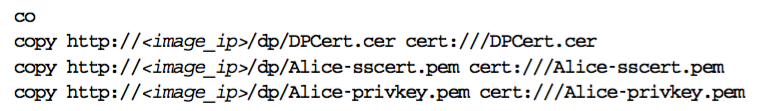 co
copy http://<image_ip>/dp/DPCert.cer cert:///DPCert.cer
copy http://<image_ip>/dp/Alice-sscert.pem cert:///Alice-sscert.pem
copy http://<image_ip>/dp/Alice-privkey.pem cert:///Alice-privkey.pem